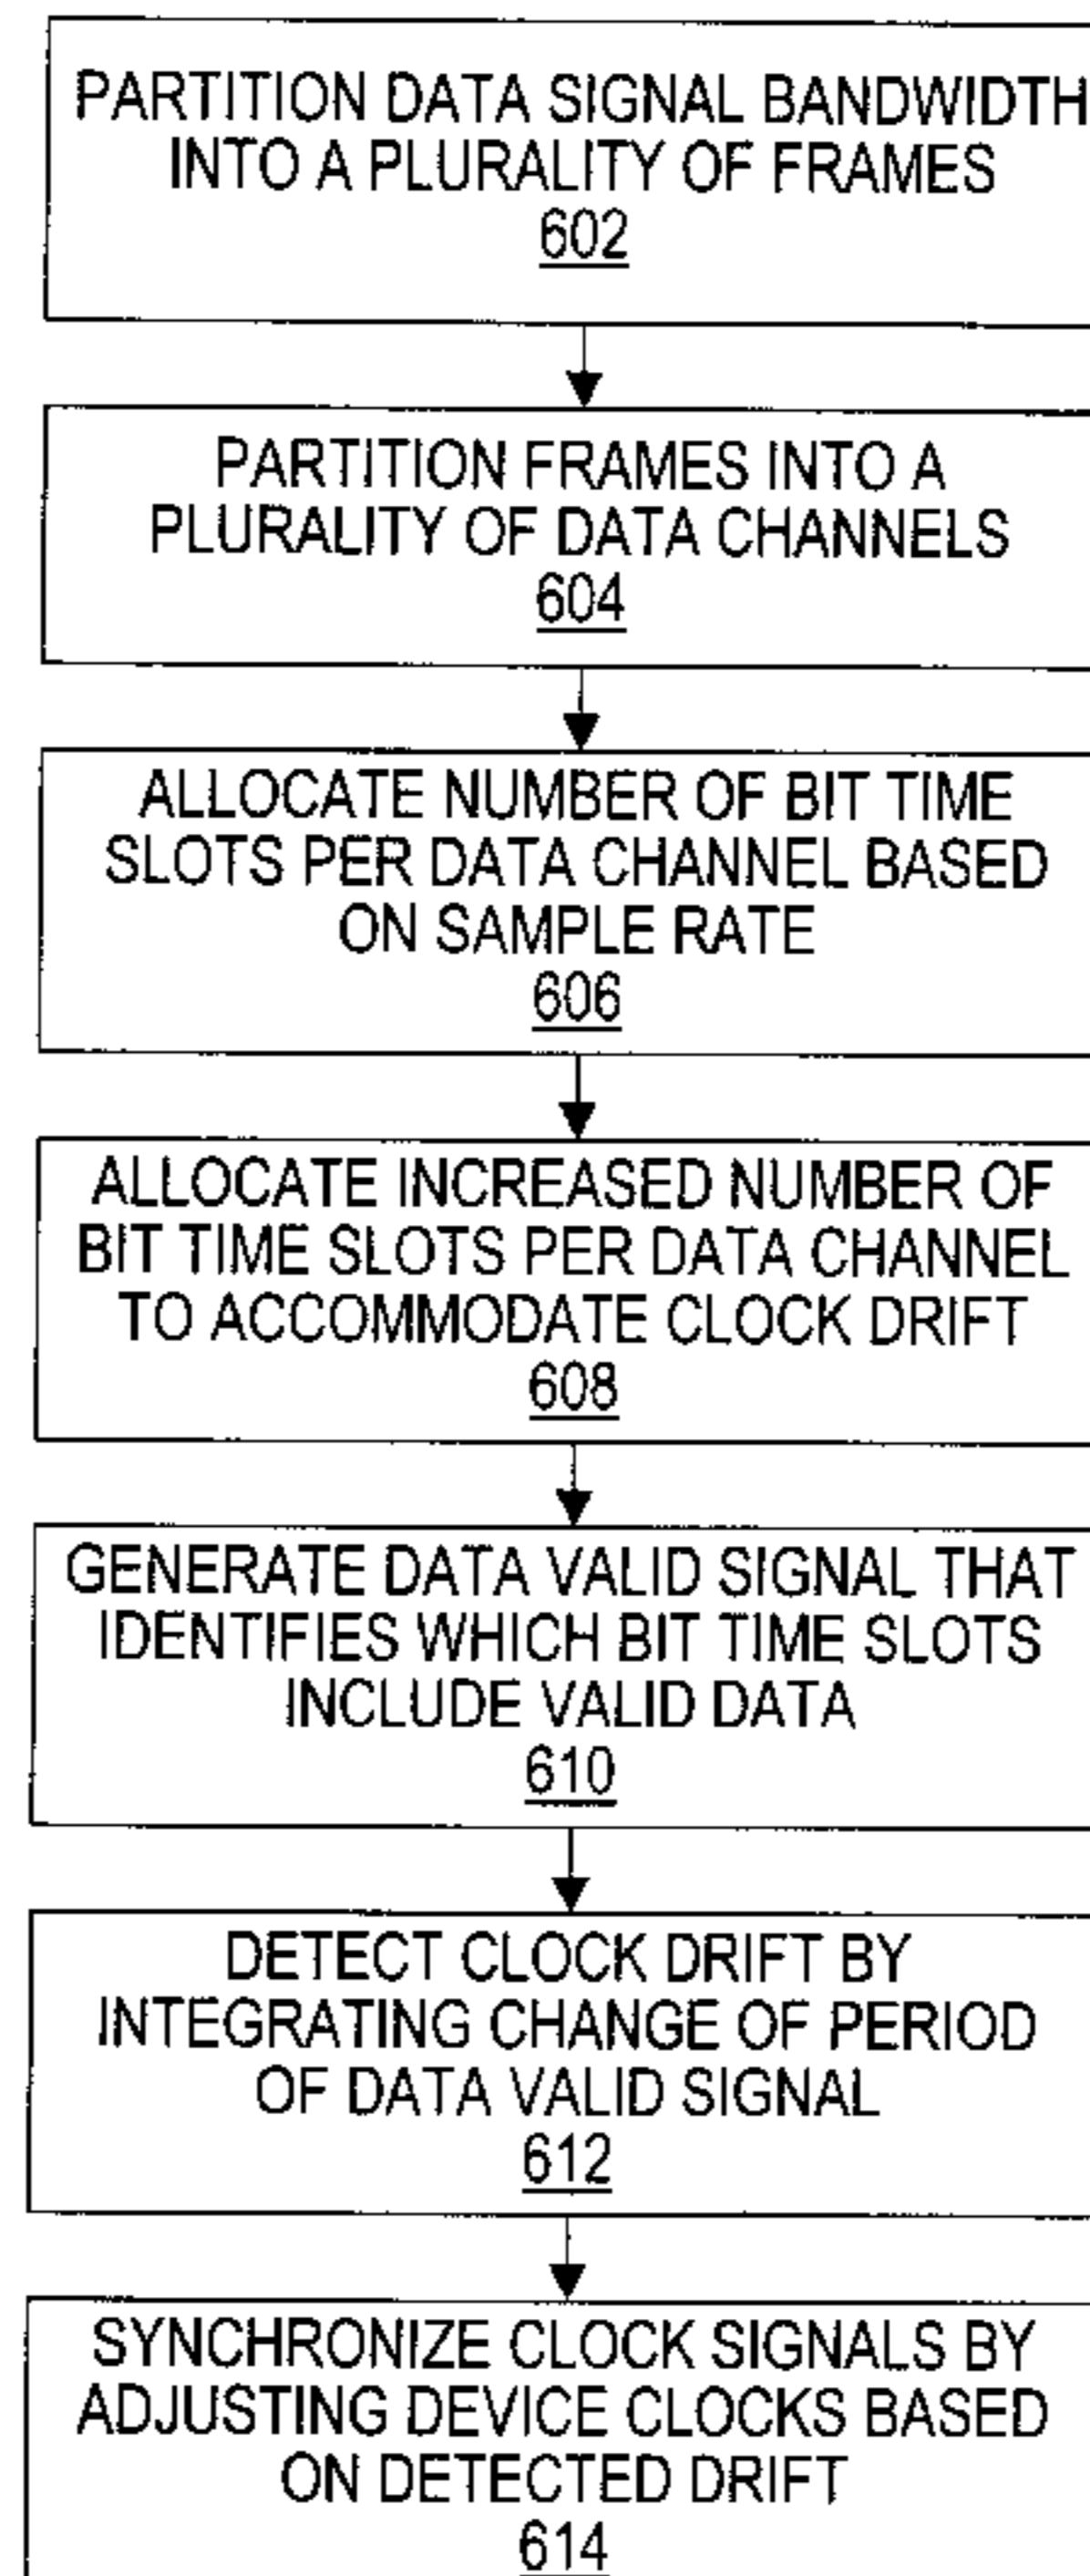 PARTITION DATA SIGNAL BANDWIDTH
INTO A PLURALITY OF FRAMES
602
PARTITION FRAMES INTO A
PLURALITY OF DATA CHANNELS
604
ALLOCATE NUMBER OF BIT TIME
SLOTS PER DATA CHANNEL BASED
ON SAMPLE RATE
606
ALLOCATE INCREASED NUMBER OF
BIT TIME SLOTS PER DATA CHANNEL
TO ACCOMMODATE CLOCK DRIFT
608
GENERATE DATA VALID SIGNAL THAT
IDENTIFIES WHICH BIT TIME SLOTS
INCLUDE VALID DATA
610
DETECT CLOCK DRIFT BY
INTEGRATING CHANGE OF PERIOD
OF DATA VALID SIGNAL
612
SYNCHRONIZE CLOCK SIGNALS BY
ADJUSTING DEVICE CLOCKS BASED
ON DETECTED DRIFT
614